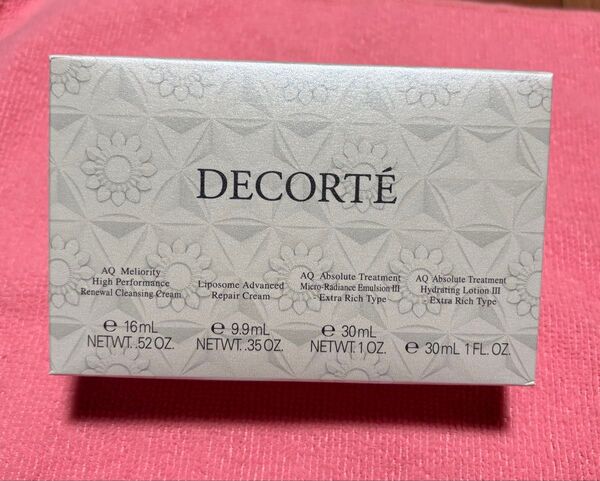 DECORTÉ
AQ Meliority
High Performance
Renewal Cleansing Cream
℮ 16mL
NETWT. .52 OZ.
Liposome Advanced
Repair Cream
℮ 9.9mL
NETWT. .35 OZ.
AQ Absolute Treatment
Micro-Radiance Emulsion III
Extra Rich Type
℮ 30mL
NETWT. 1 OZ.
AQ Absolute Treatment
Hydrating Lotion III
Extra Rich Type
℮ 30mL 1 FL. OZ.